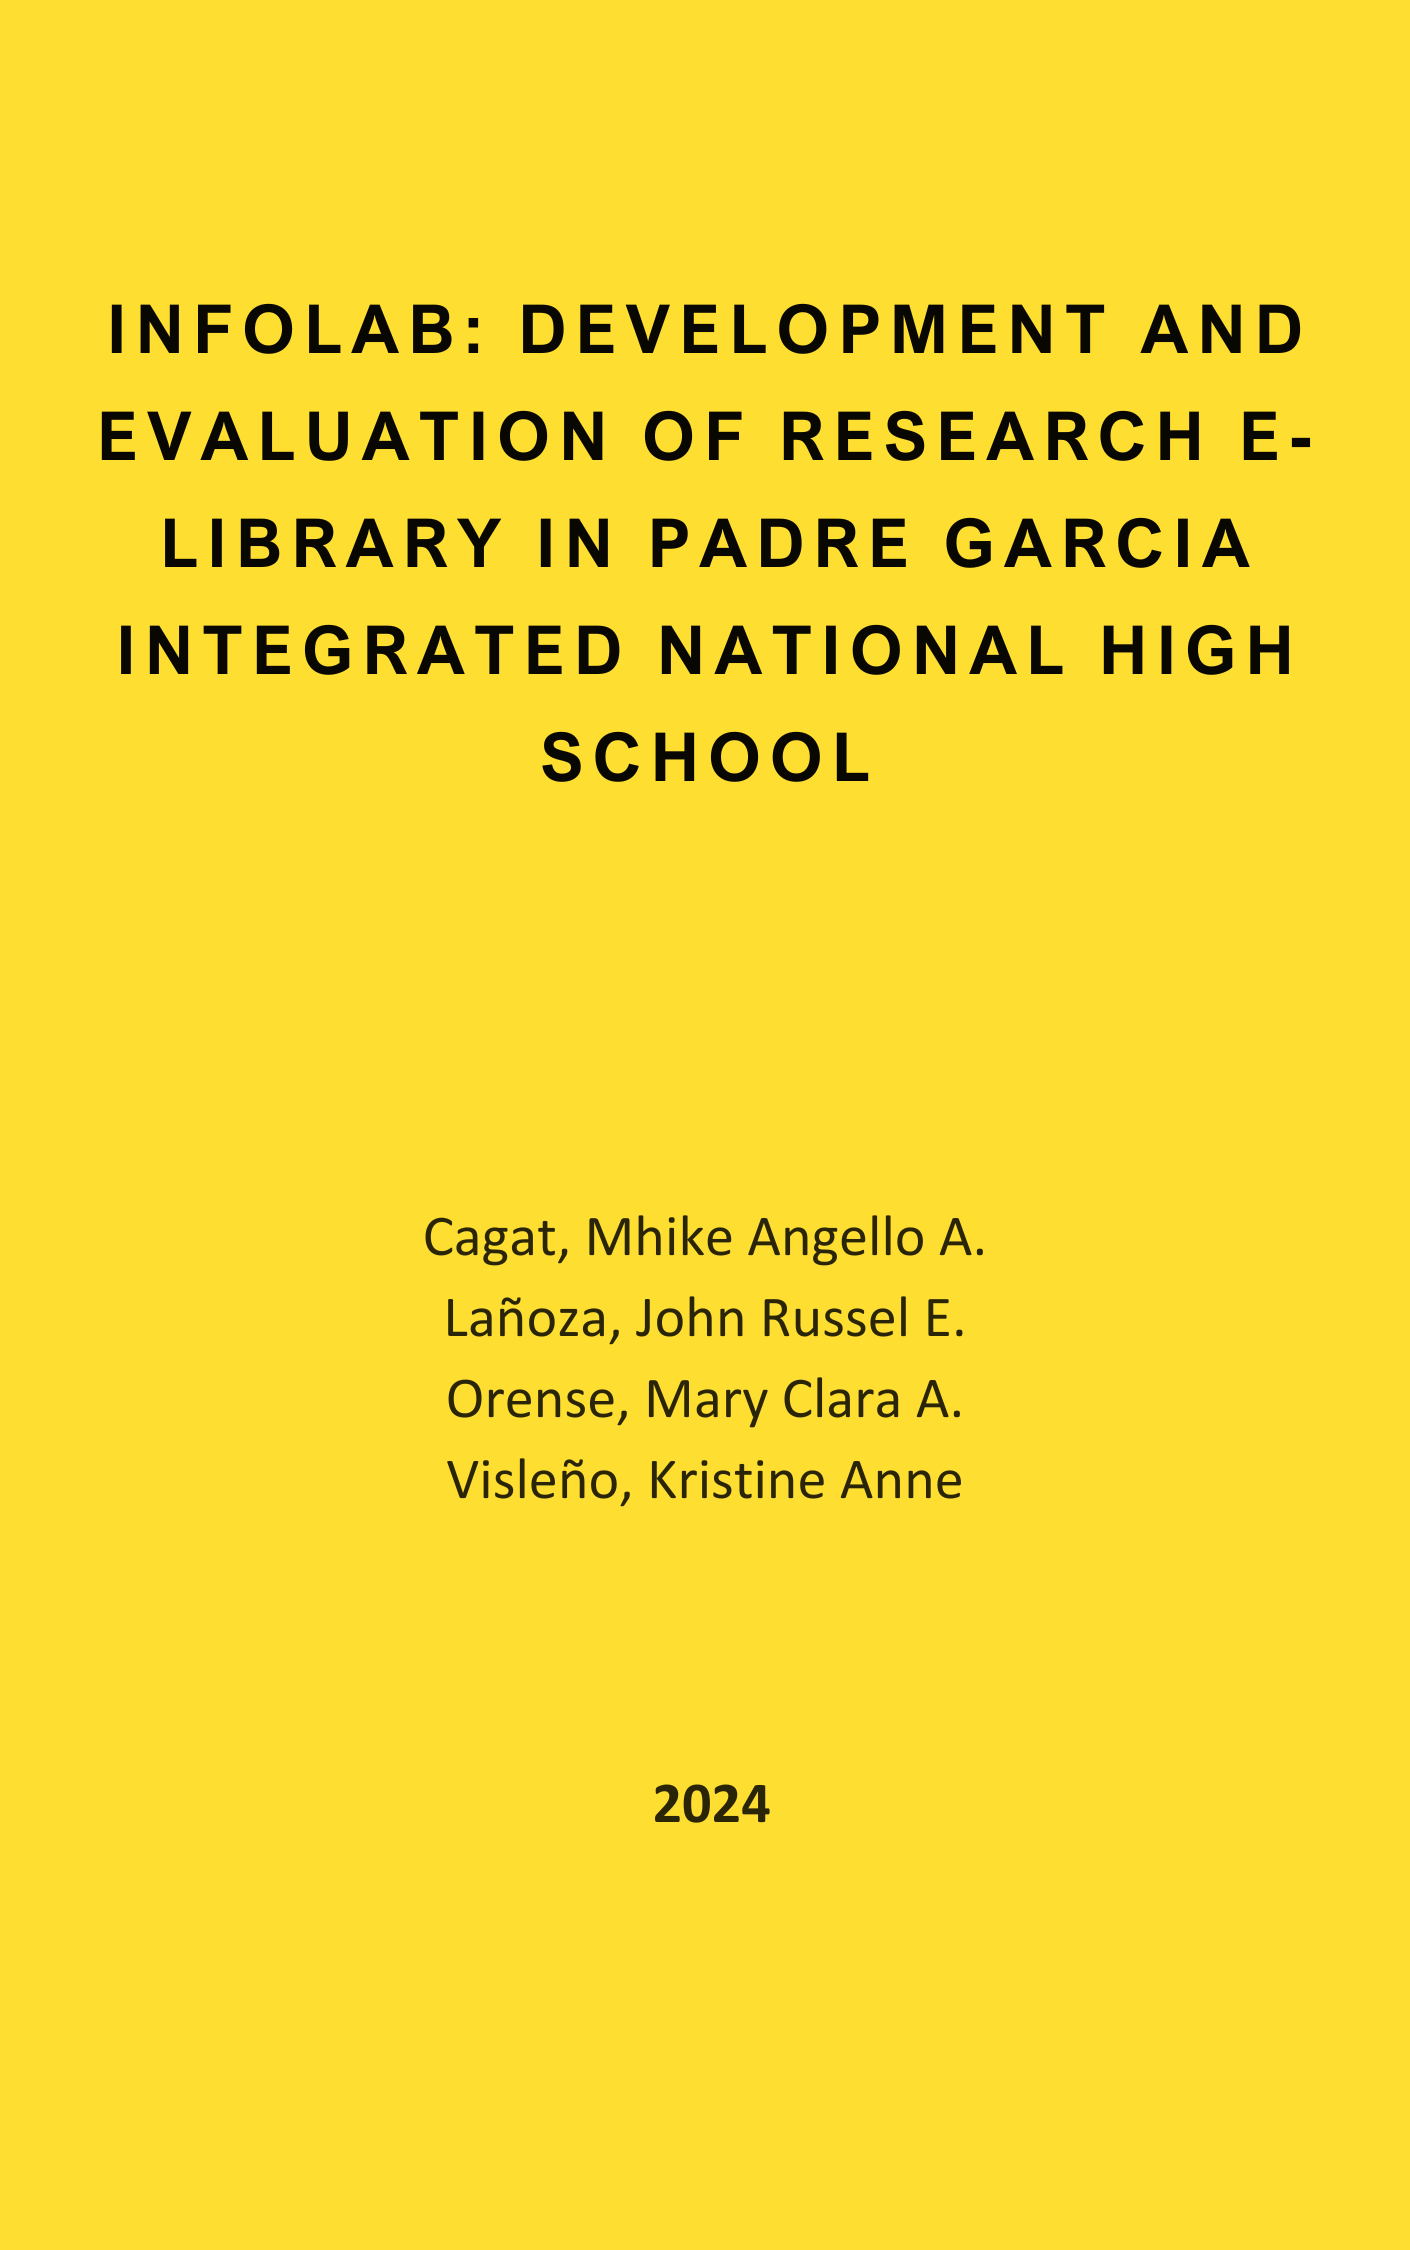 INFOLAB: DEVELOPMENT AND
EVALUATION OF RESEARCH E-
LIBRARY IN PADRE GARCIA
INTEGRATED NATIONAL HIGH
SCHOOL
Cagat, Mhike Angello A.
Lañoza, John Russel E.
Orense, Mary Clara A.
Visleño, Kristine Anne
2024